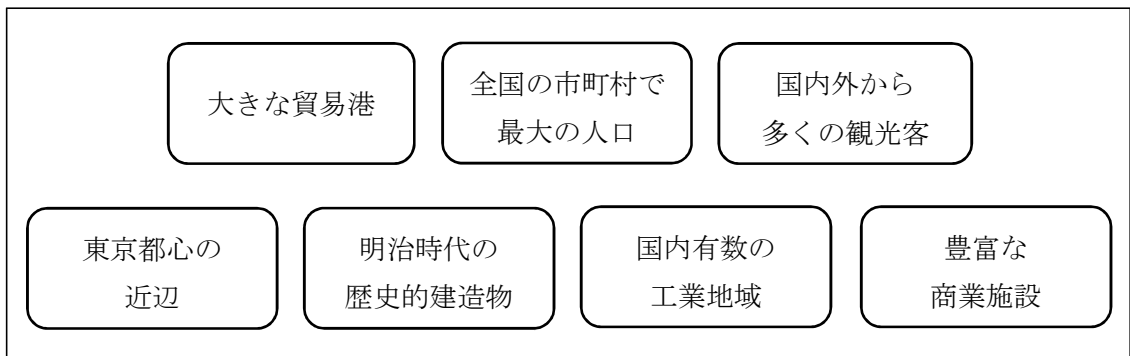 大きな貿易港
全国の市町村で
最大の人口
国内外から
多くの観光客
東京都心の
近辺
明治時代の
歴史的建造物
国内有数の
工業地域
豊富な
商業施設